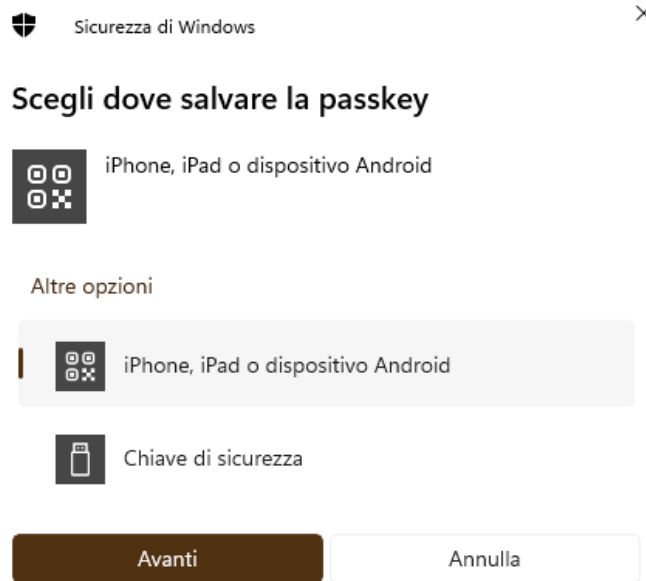 Sicurezza di Windows
Scegli dove salvare la passkey
iPhone, iPad o dispositivo Android
Altre opzioni
iPhone, iPad o dispositivo Android
Chiave di sicurezza
Avanti
Annulla